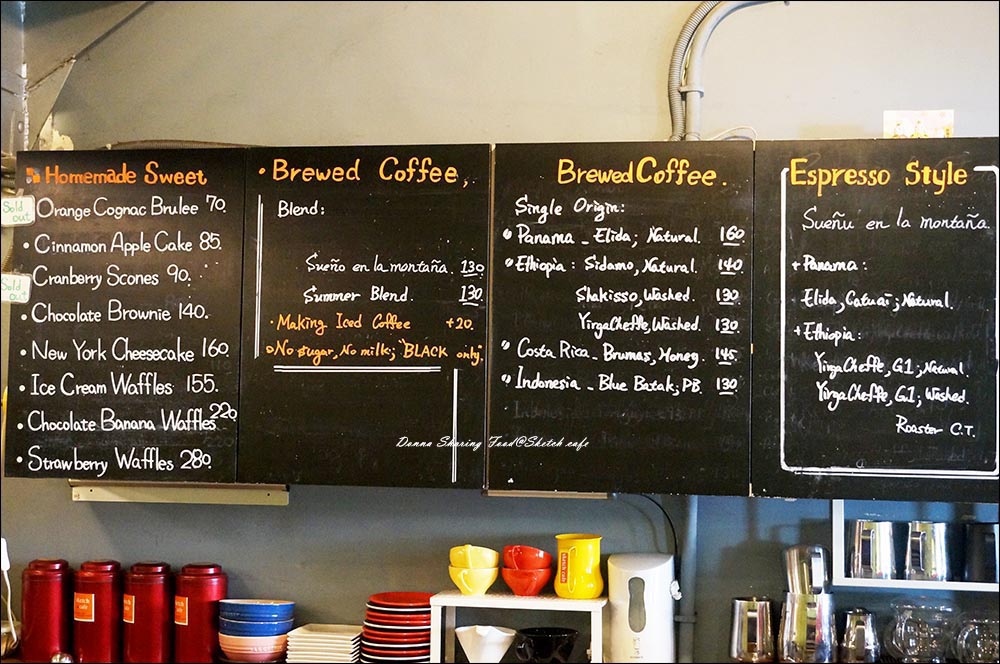 Homemade Sweet
Sold out
Orange Cognac Brulee 70.
• Cinnamon Apple Cake 85.
Sold out
Cranberry Scones 90.
• Chocolate Brownie 140.
• New York Cheesecake 160.
• Ice Cream Waffles 155.
• Chocolate Banana Waffles 220
• Strawberry Waffles 280.
• Brewed Coffee,
Blend:
Sueño en la montaña. 130
Summer Blend. 130
• Making Iced Coffee +20.
No sugar, No milk; "BLACK only"
Brewed Coffee.
Single Origin:
Panama - Elida; Natural. 160
Ethiopia: Sidamo, Natural. 140
Shakisso, Washed. 130
YirgaCheffe, Washed. 130
Costa Rica - Brumas, Honey. 145
Indonesia - Blue Batak; P.B. 130
Espresso Style
Sueñu en la montaña.
+ Panama:
Elida, Catuai; Natural.
+ Ethiopia:
YirgaCheffe, G1; Natural.
YirgaCheffe, G1; Washed.
Roaster C.T.
Donna Sharing Food@Sketch cafe